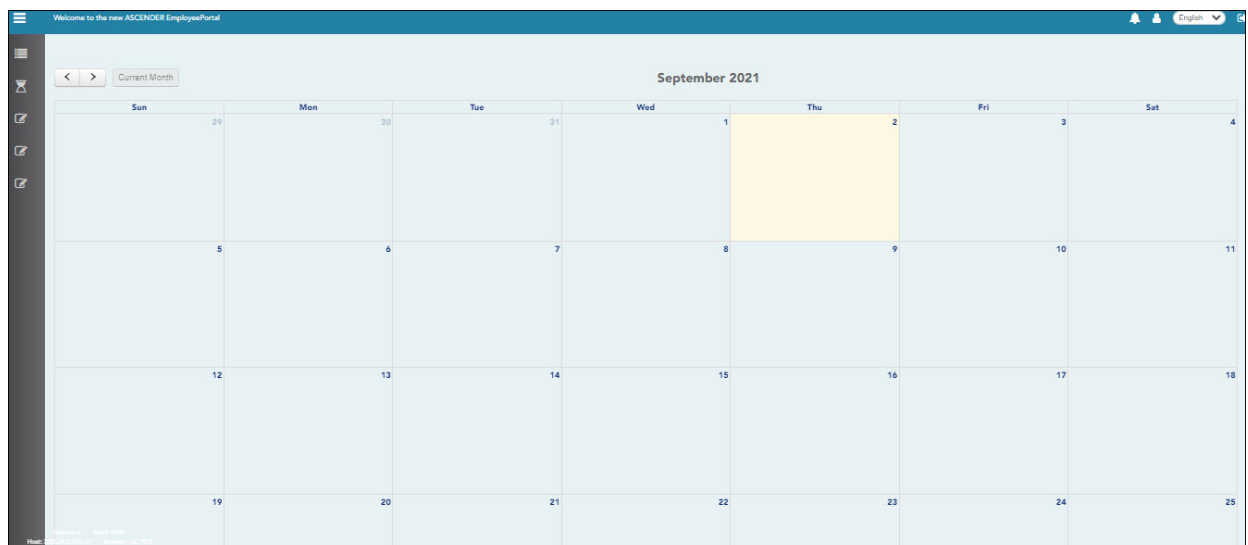 Welcome to the new ASCENDER EmployeePortal
English
Current Month
September 2021
Sun Mon Tue Wed Thu Fri Sat
29 30 31 1 2 3 4
5 6 7 8 9 10 11
12 13 14 15 16 17 18
19 20 21 22 23 24 25
Host: